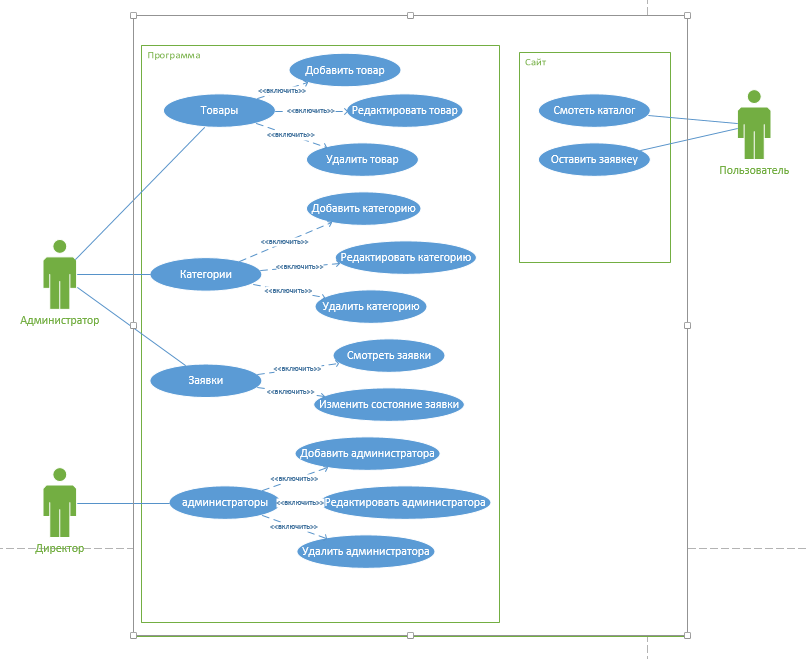 Программа
Добавить товар
<<включить>>
Товары
<<включить>>
Редактировать товар
<<включить>>
Удалить товар
Добавить категорию
<<включить>>
Редактировать категорию
<<включить>>
Категории
<<включить>>
Удалить категорию
Администратор
Смотреть заявки
<<включить>>
Заявки
<<включить>>
Изменить состояние заявки
Добавить администратора
<<включить>>
администраторы
<<включить>>
Редактировать администратора
<<включить>>
Удалить администратора
Директор
Сайт
Смотеть каталог
Оставить заявкеу
Пользователь